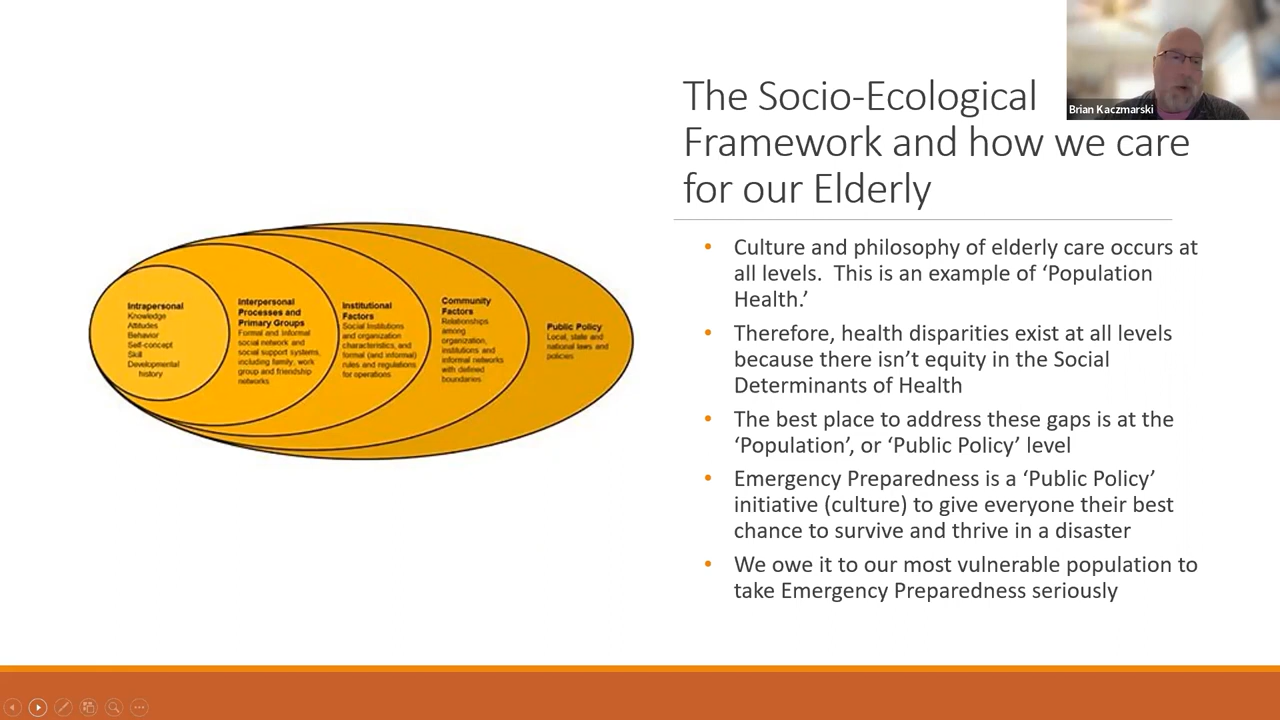 Brian Kaczmarski
The Socio-Ecological
Framework and how we care
for our Elderly
Intrapersonal
Knowledge
Attitudes
Behavior
Self-concept
Skill
Developmental
history
Interpersonal
Processes and
Primary Groups
Formal and Informal
social network and
social support systems,
including family, work
group and friendship
networks
Institutional
Factors
Social Institutions
and organization
characteristics, and
formal (and informal)
rules and regulations
for operations
Community
Factors
Relationships
among
organization,
institutions and
informal networks
with defined
boundaries.
Public Policy
Local, state and
national laws and
policies
• Culture and philosophy of elderly care occurs at
all levels.  This is an example of ‘Population
Health.’
• Therefore, health disparities exist at all levels
because there isn’t equity in the Social
Determinants of Health
• The best place to address these gaps is at the
‘Population’, or ‘Public Policy’ level
• Emergency Preparedness is a ‘Public Policy’
initiative (culture) to give everyone their best
chance to survive and thrive in a disaster
• We owe it to our most vulnerable population to
take Emergency Preparedness seriously